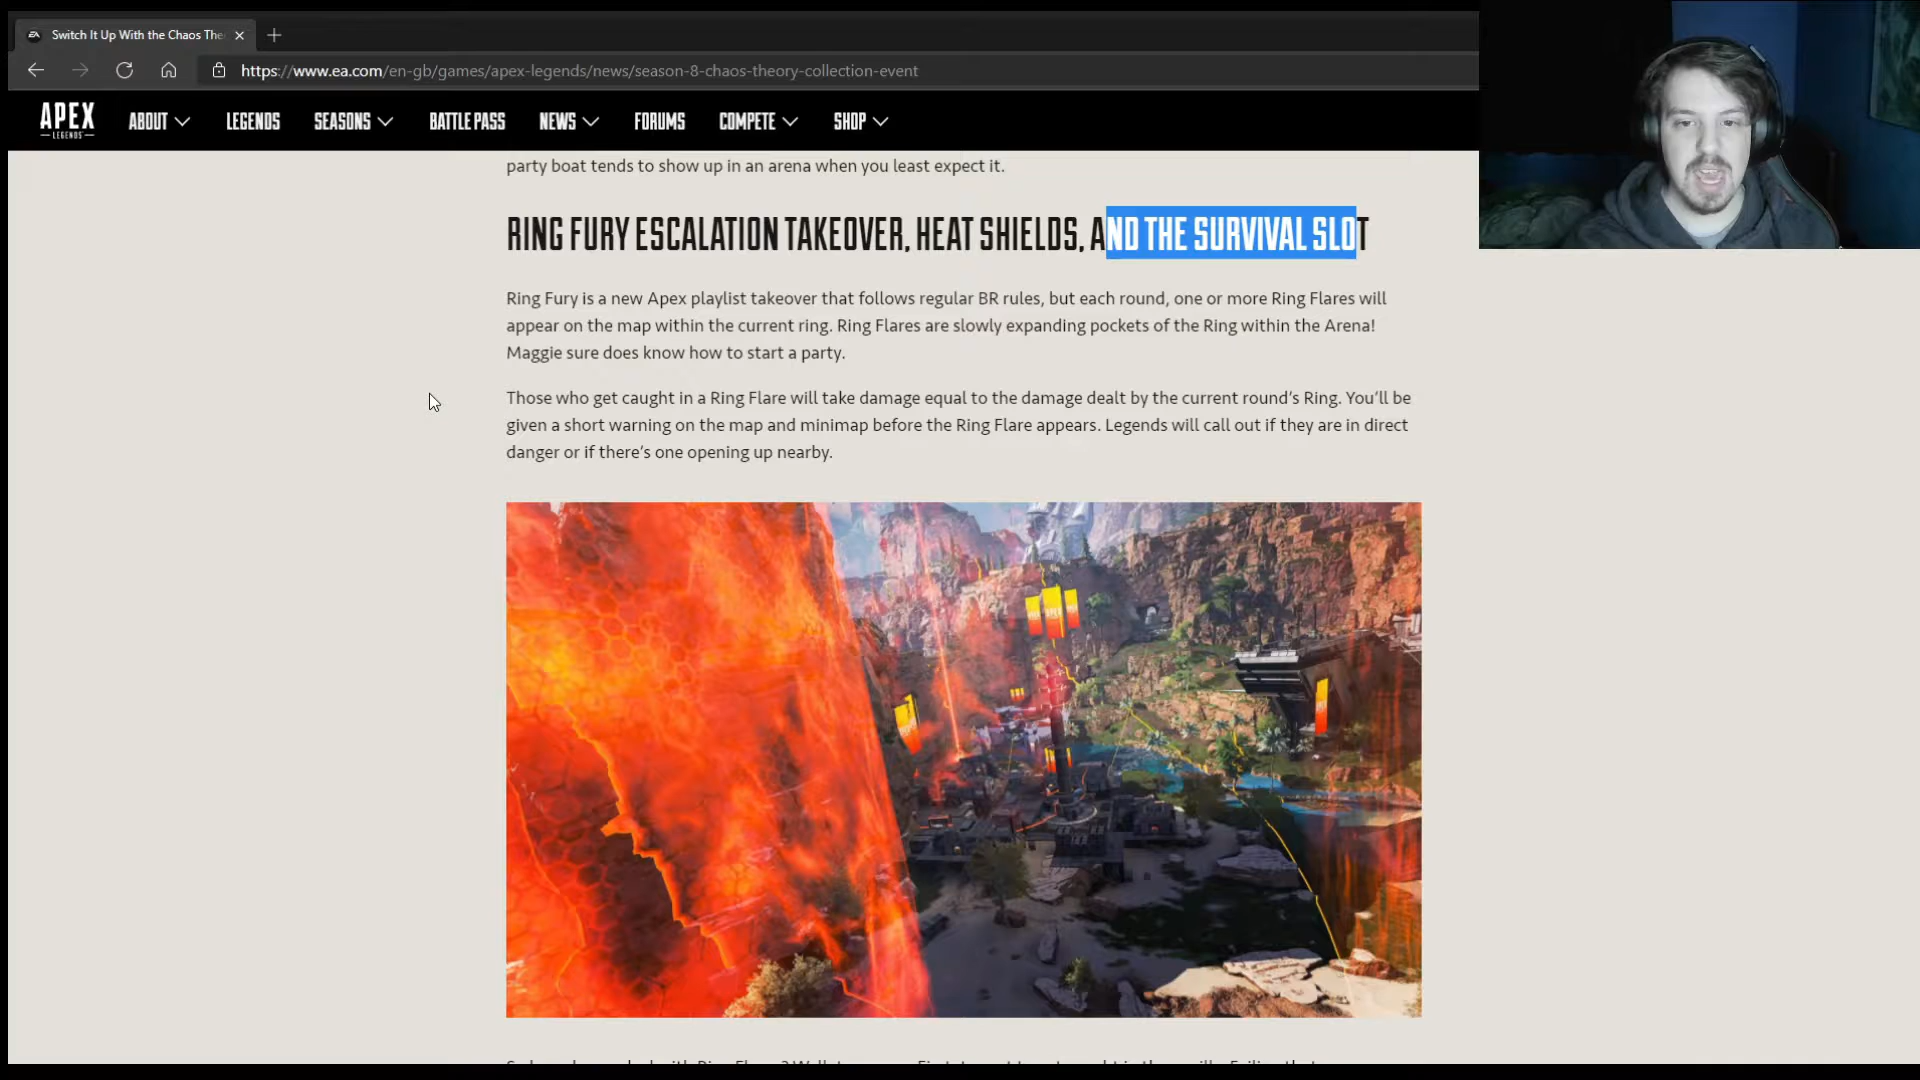 Switch It Up With the Chaos The
https://www.ea.com/en-gb/games/apex-legends/news/season-8-chaos-theory-collection-event
APEX
LEGENDS
ABOUT LEGENDS SEASONS BATTLE PASS NEWS FORUMS COMPETE SHOP
party boat tends to show up in an arena when you least expect it.
RING FURY ESCALATION TAKEOVER, HEAT SHIELDS, AND THE SURVIVAL SLOT
Ring Fury is a new Apex playlist takeover that follows regular BR rules, but each round, one or more Ring Flares will
appear on the map within the current ring. Ring Flares are slowly expanding pockets of the Ring within the Arena!
Maggie sure does know how to start a party.
Those who get caught in a Ring Flare will take damage equal to the damage dealt by the current round’s Ring. You’ll be
given a short warning on the map and minimap before the Ring Flare appears. Legends will call out if they are in direct
danger or if there’s one opening up nearby.